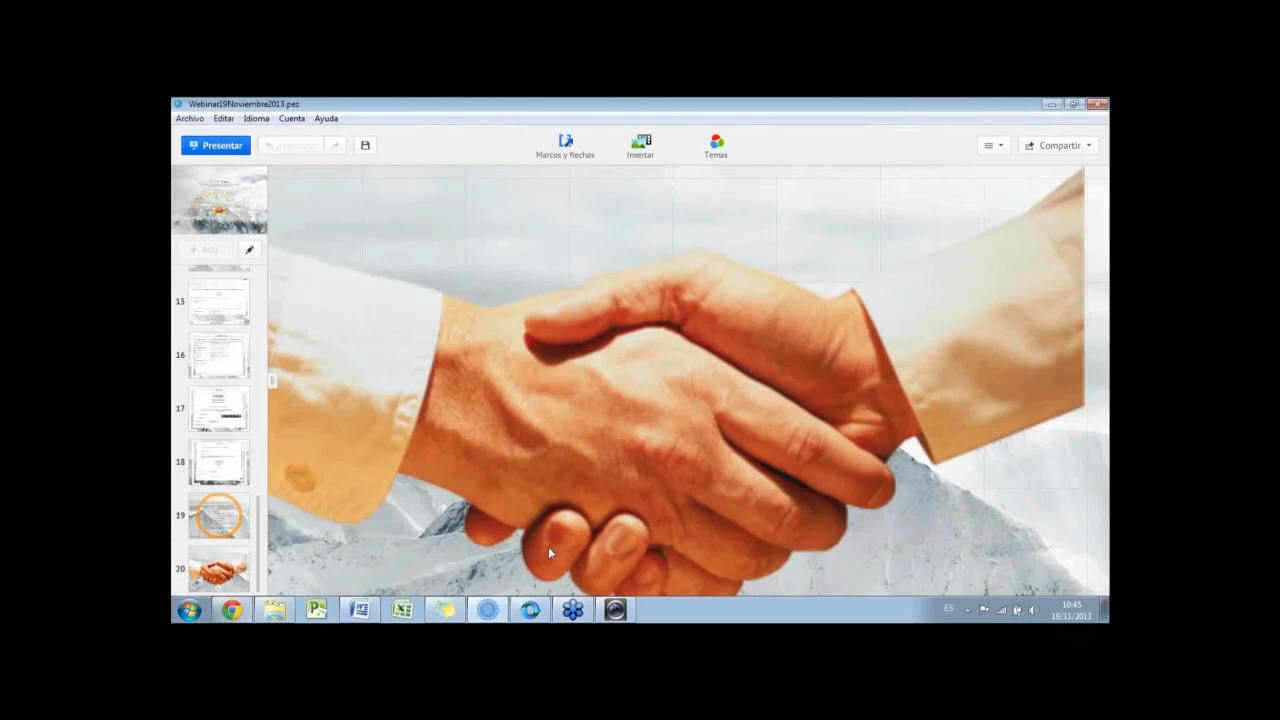 Webinar19Noviembre2013.pez
Archivo Editar Idioma Cuenta Ayuda
Presentar
Marcos y flechas
Insertar
Temas
Compartir
+ Add
15
16
17
18
19
20
ES
10:45
19/11/2013